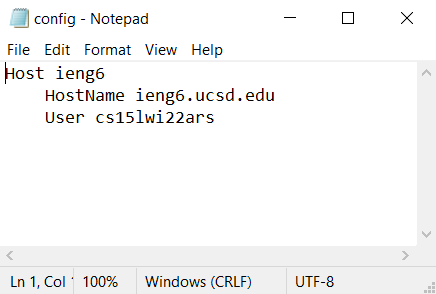 config - Notepad
File Edit Format View Help
Host ieng6
    HostName ieng6.ucsd.edu
    User cs15lwi22ars
Ln 1, Col 100% Windows (CRLF) UTF-8